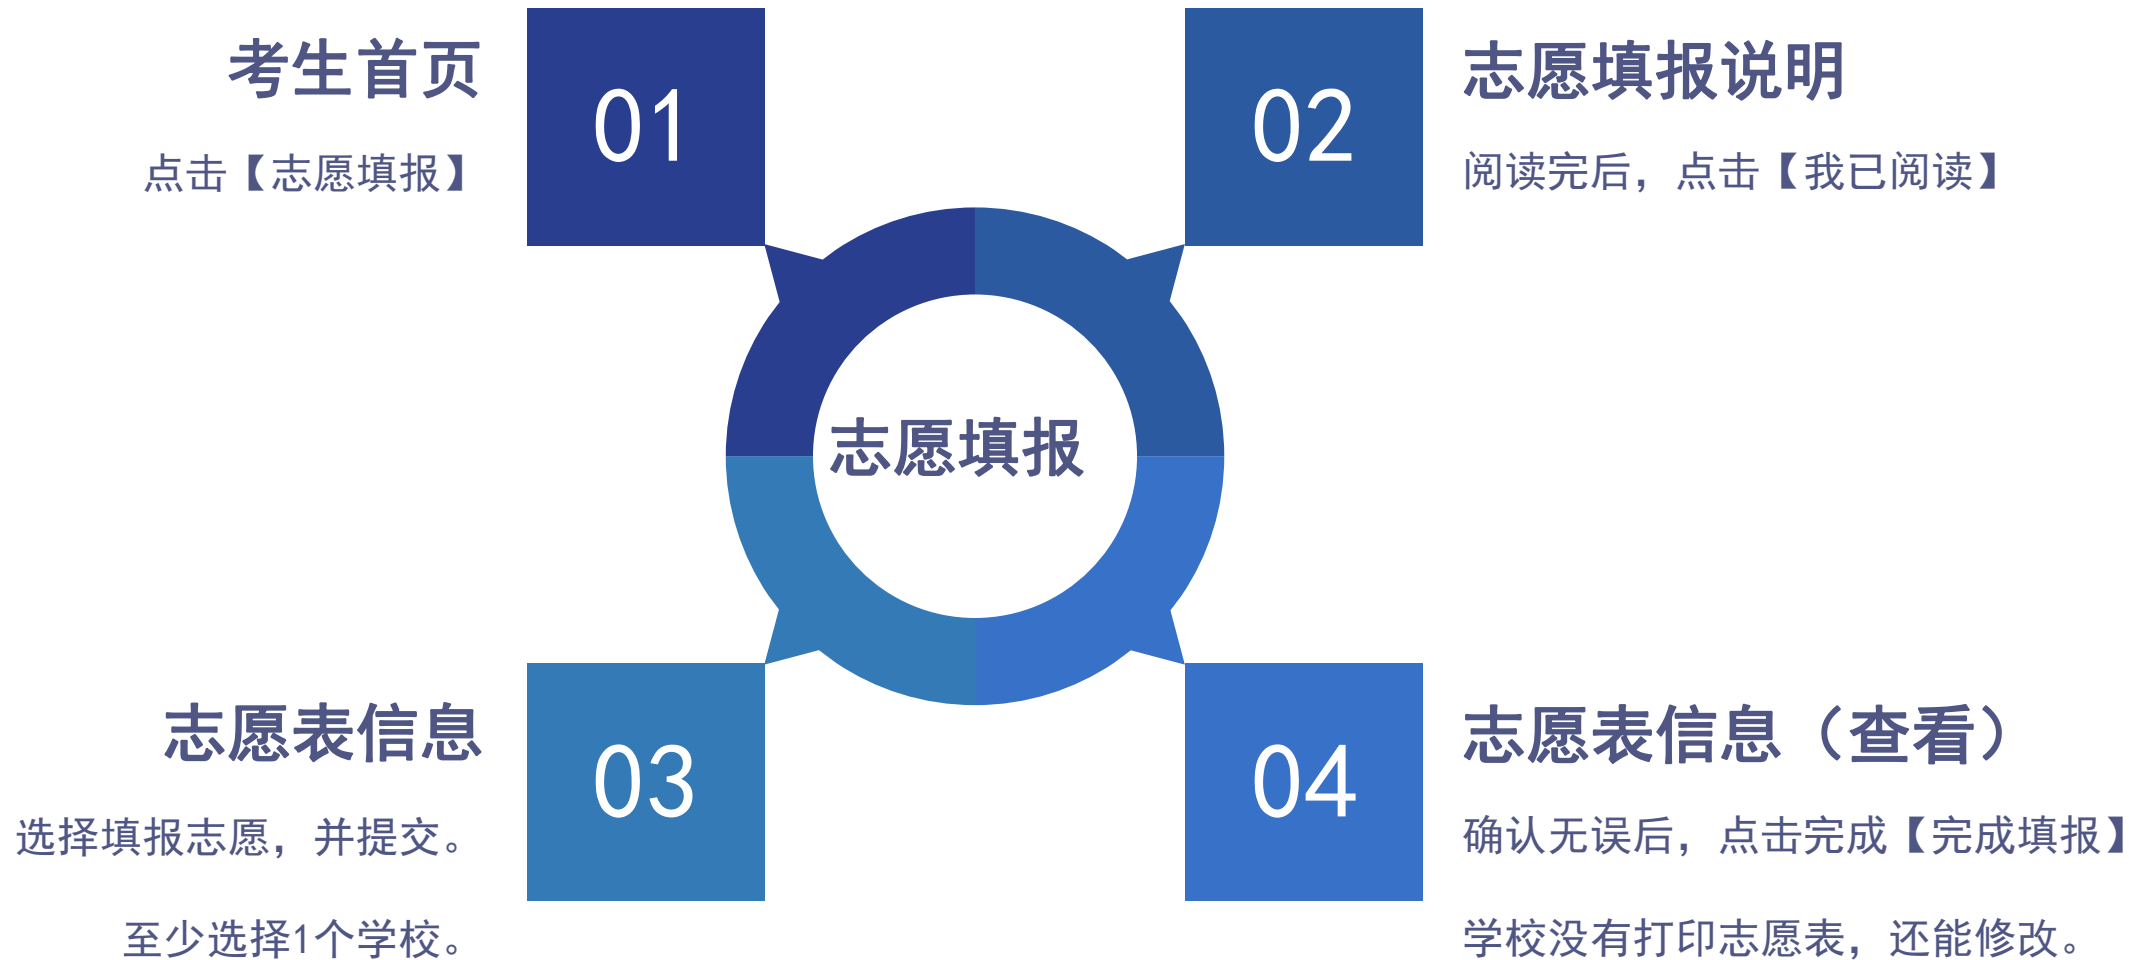 考生首页
点击【志愿填报】
01
02
志愿填报说明
阅读完后，点击【我已阅读】
志愿填报
志愿表信息
选择填报志愿，并提交。
至少选择1个学校。
03
04
志愿表信息（查看）
确认无误后，点击完成【完成填报】
学校没有打印志愿表，还能修改。